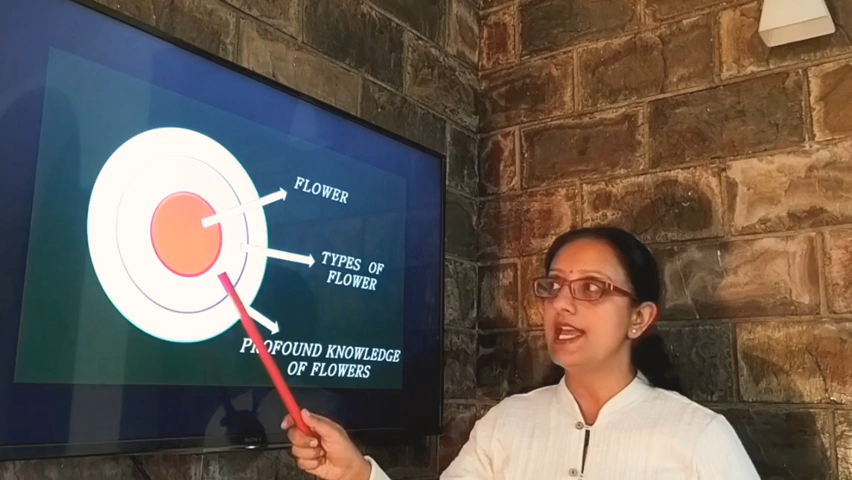 FLOWER
TYPES OF
FLOWER
PROFOUND KNOWLEDGE
OF FLOWERS